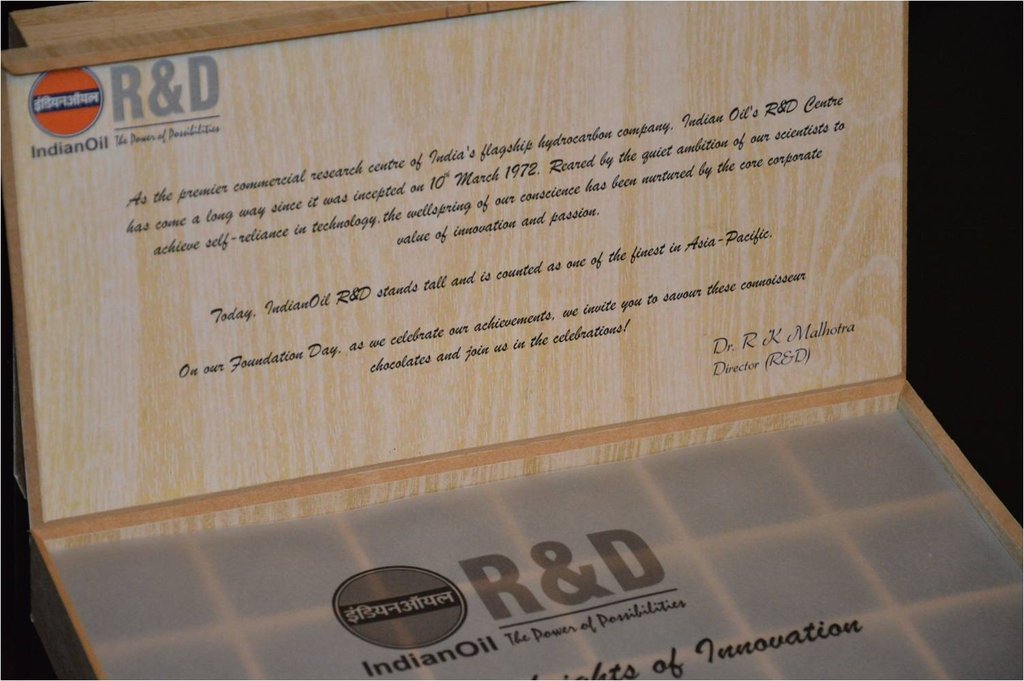 इंडियनऑयल
R&D
IndianOil The Power of Possibilities
As the premier commercial research centre of India's flagship hydrocarbon company, Indian Oil's R&D Centre
has come a long way since it was incepted on 10th March 1972. Reared by the quiet ambition of our scientists to
achieve self-reliance in technology, the wellspring of our conscience has been nurtured by the core corporate
value of innovation and passion.
Today, IndianOil R&D stands tall and is counted as one of the finest in Asia-Pacific.
On our Foundation Day, as we celebrate our achievements, we invite you to savour these connoisseur
chocolates and join us in the celebrations!
Dr. R K Malhotra
Director (R&D)
इंडियनऑयल
R&D
IndianOil The Power of Possibilities
of Innovation